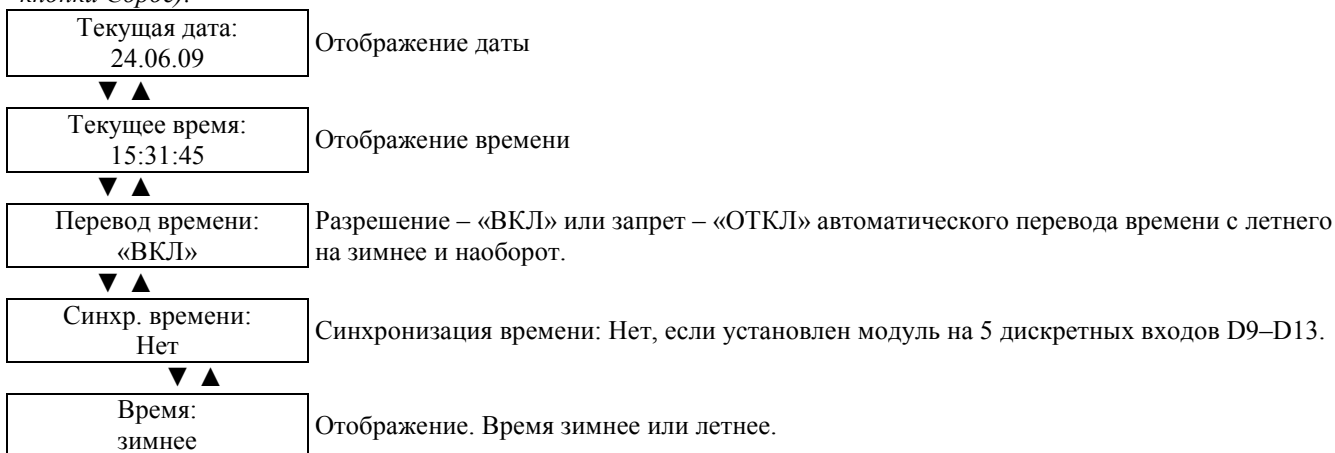 кнопки Сброс).
Текущая дата:
24.06.09
Отображение даты
▼ ▲
Текущее время:
15:31:45
Отображение времени
▼ ▲
Перевод времени:
«ВКЛ»
Разрешение – «ВКЛ» или запрет – «ОТКЛ» автоматического перевода времени с летнего
на зимнее и наоборот.
▼ ▲
Синхр. времени:
Нет
Синхронизация времени: Нет, если установлен модуль на 5 дискретных входов D9–D13.
▼ ▲
Время:
зимнее
Отображение. Время зимнее или летнее.